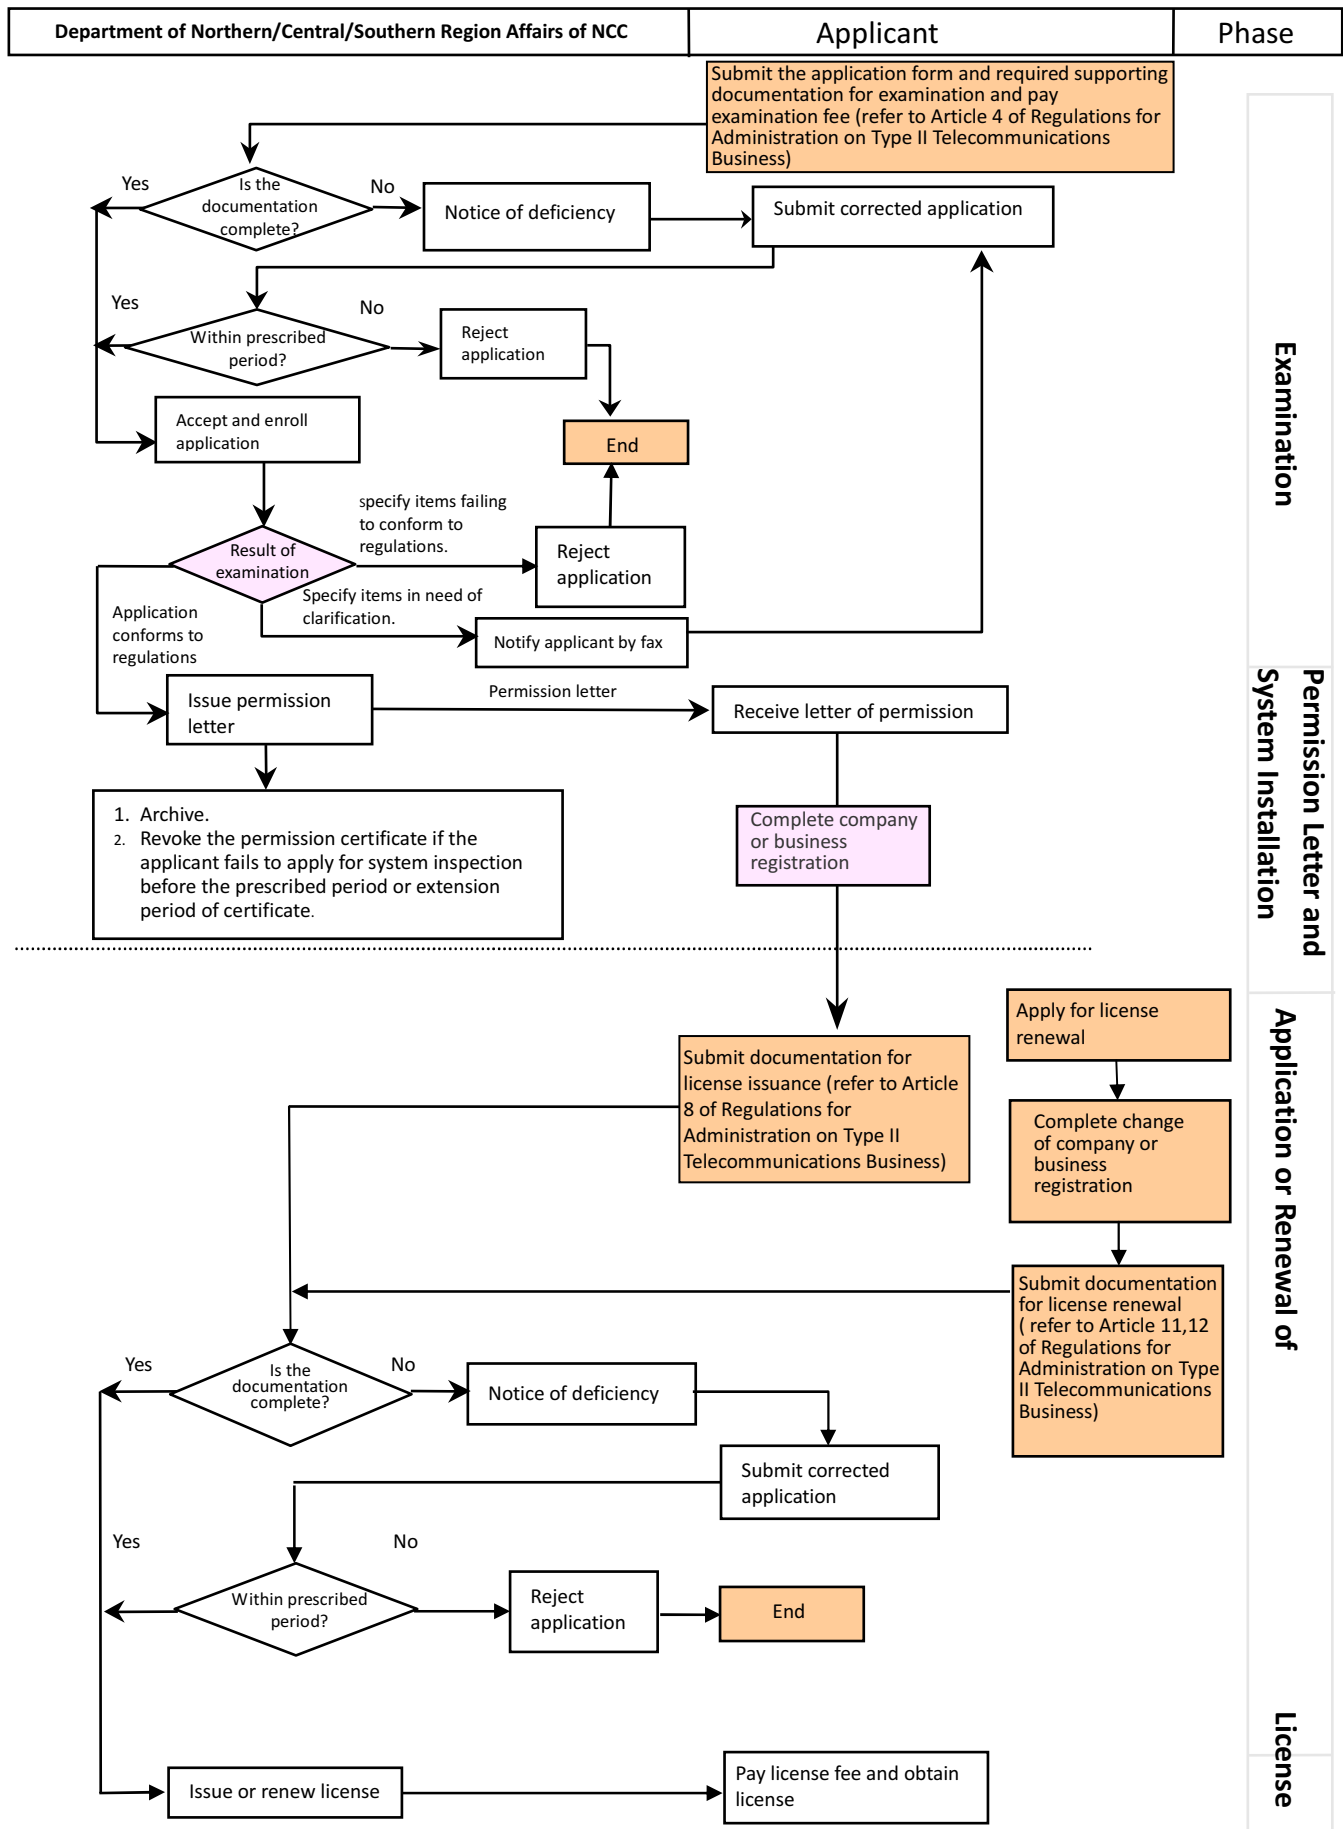 Department of Northern/Central/Southern Region Affairs of NCC
Applicant
Phase
Submit the application form and required supporting
documentation for examination and pay
examination fee (refer to Article 4 of Regulations for
Administration on Type II Telecommunications
Business)
Yes
Is the
documentation
complete?
No
Notice of deficiency
Submit corrected application
Yes
Within prescribed
period?
No
Reject
application
Accept and enroll
application
End
Examination
Result of
examination
specify items failing
to conform to
regulations.
Reject
application
Specify items in need of
clarification.
Notify applicant by fax
Application
conforms to
regulations
Issue permission
letter
Permission letter
Receive letter of permission
Permission Letter and
System Installation
1. Archive.
2. Revoke the permission certificate if the
applicant fails to apply for system inspection
before the prescribed period or extension
period of certificate.
Complete company
or business
registration
Apply for license
renewal
Submit documentation for
license issuance (refer to Article
8 of Regulations for
Administration on Type II
Telecommunications Business)
Complete change
of company or
business
registration
Application or Renewal of
Submit documentation
for license renewal
( refer to Article 11,12
of Regulations for
Administration on Type
II Telecommunications
Business)
Yes
Is the
documentation
complete?
No
Notice of deficiency
Submit corrected
application
Yes
Within prescribed
period?
No
Reject
application
End
License
Issue or renew license
Pay license fee and obtain
license